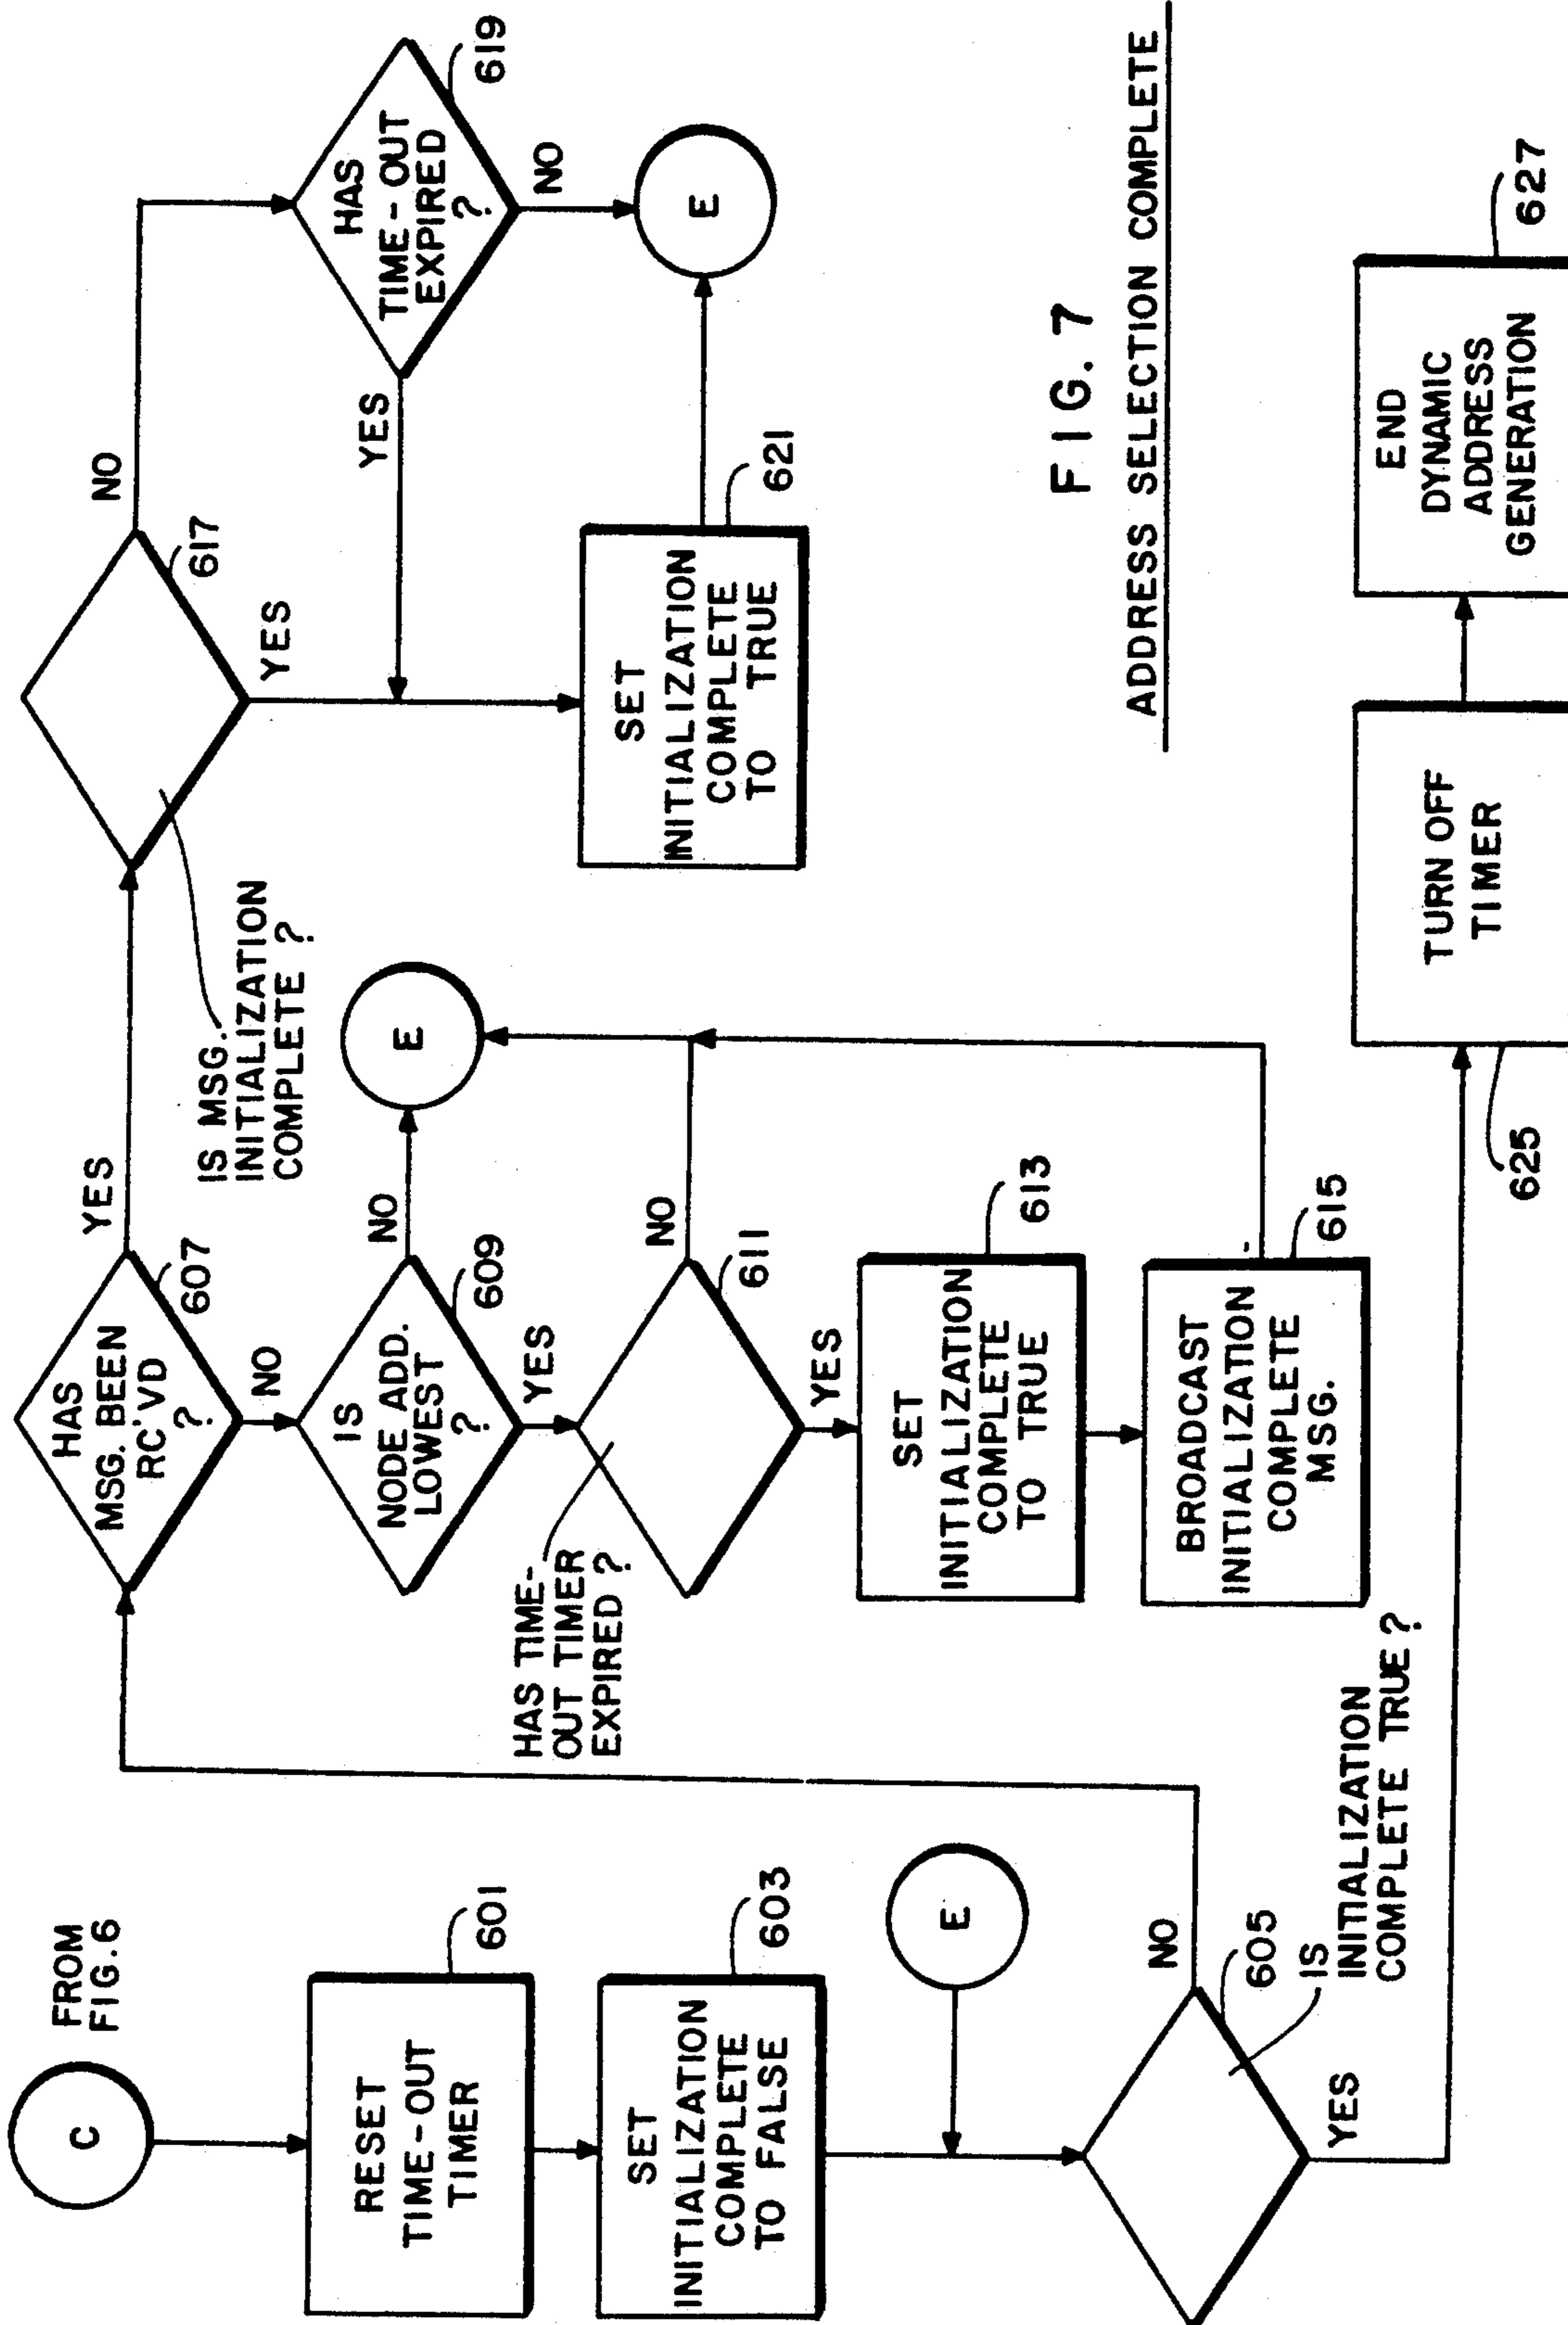 C
FROM
FIG.6
RESET
TIME-OUT
TIMER
601
SET
INITIALIZATION
COMPLETE
TO FALSE
603
E
605
IS
INITIALIZATION
COMPLETE TRUE?
NO
YES
HAS
MSG. BEEN
RC'VD
?
607
YES
NO
IS
NODE ADD.
LOWEST
?
609
NO
YES
E
HAS TIME-
OUT TIMER
EXPIRED ?
611
NO
YES
SET
INITIALIZATION
COMPLETE
TO TRUE
613
BROADCAST
INITIALIZATION
COMPLETE
MSG.
615
IS MSG.
INITIALIZATION
COMPLETE ?
617
NO
YES
HAS
TIME-OUT
EXPIRED
?
619
YES
NO
E
SET
INITIALIZATION
COMPLETE
TO TRUE
621
FIG. 7
ADDRESS SELECTION COMPLETE
TURN OFF
TIMER
625
END
DYNAMIC
ADDRESS
GENERATION
627